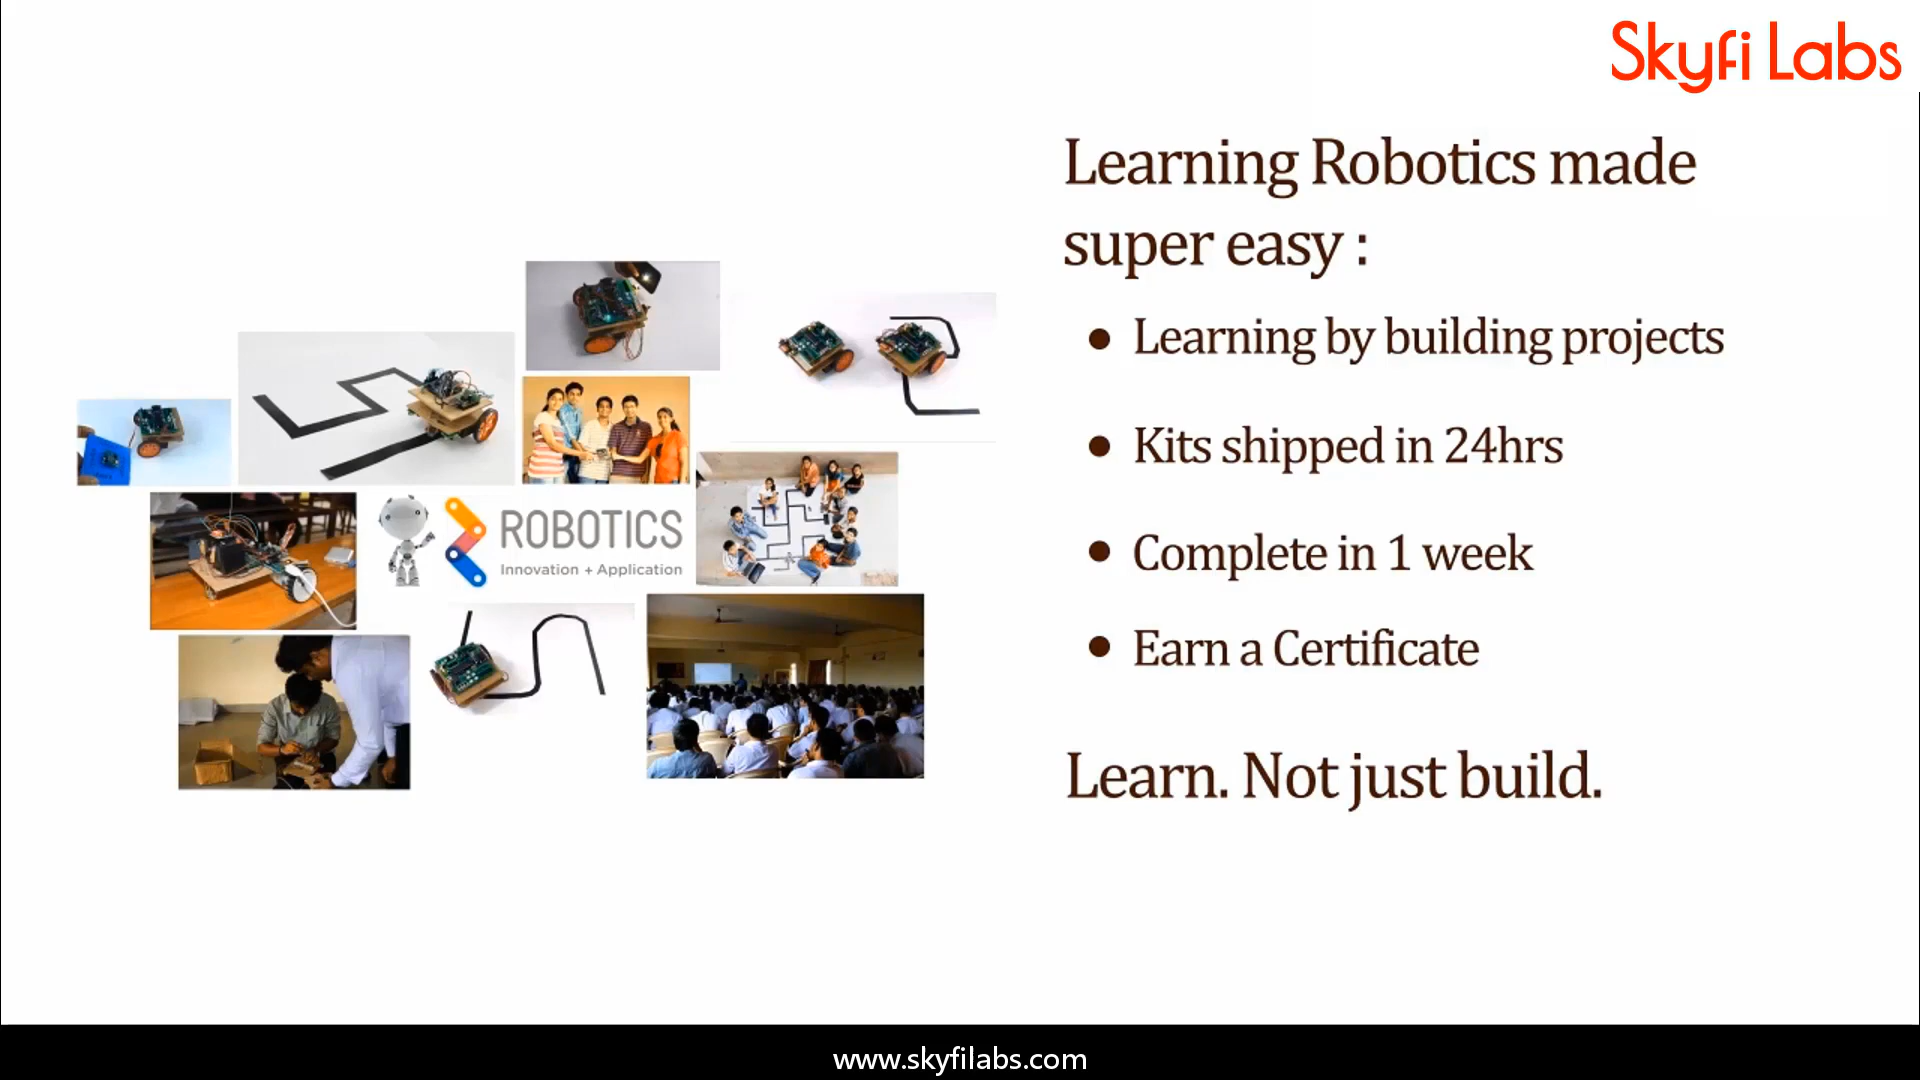 Skyfi Labs
Learning Robotics made
super easy :
• Learning by building projects
• Kits shipped in 24hrs
• Complete in 1 week
• Earn a Certificate
Learn. Not just build.
ROBOTICS
Innovation + Application
www.skyfilabs.com